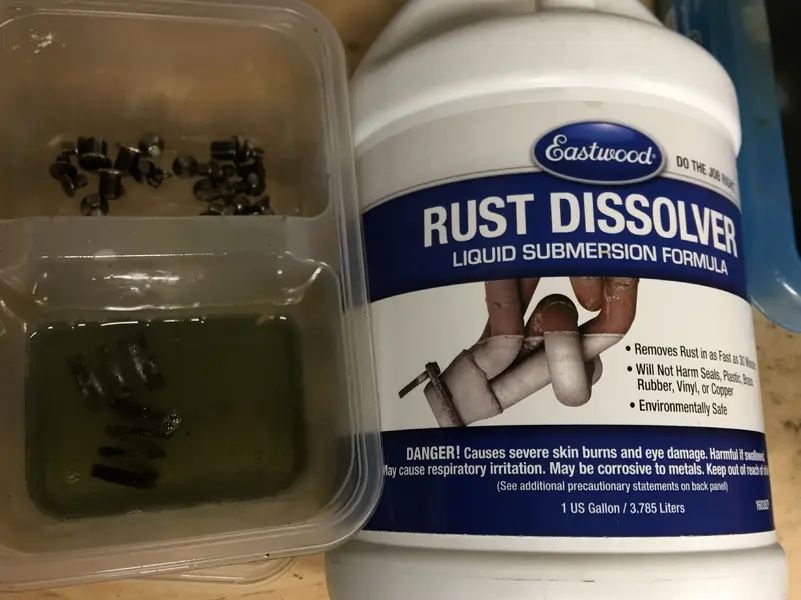 Eastwood
DO THE JOB
RUST DISSOLVER
LIQUID SUBMERSION FORMULA
• Removes Rust in as Fast as 30
• Will Not Harm Seals, Plastic,
Rubber, Vinyl, or Copper
• Environmentally Safe
DANGER! Causes severe skin burns and eye damage. Harmful if swallowed.
May cause respiratory irritation. May be corrosive to metals. Keep out of reach of
(See additional precautionary statements on back panel)
1 US Gallon / 3.785 Liters